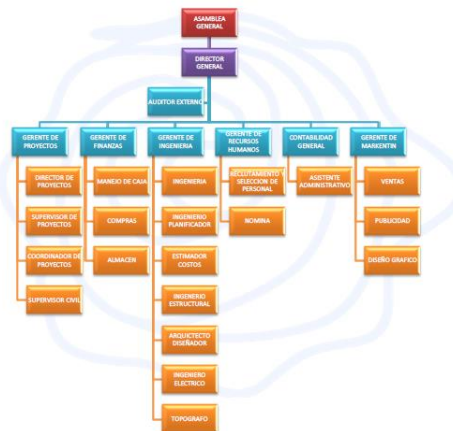 ASAMBLEA
GENERAL
DIRECTOR
GENERAL
AUDITOR EXTERNO
GERENTE DE
PROYECTOS
GERENTE DE
FINANZAS
GERENTE DE
INGENIERIA
GERENTE DE
RECURSOS
HUMANOS
CONTABILIDAD
GENERAL
GERENTE DE
MARKENTIN
DIRECTOR DE
PROYECTOS
SUPERVISOR DE
PROYECTOS
COORDINADOR DE
PROYECTOS
SUPERVISOR CIVIL
MANEJO DE CAJA
COMPRAS
ALMACEN
INGENIERIA
INGENIERIO
PLANIFICADOR
ESTIMADOR
COSTOS
INGENERIO
ESTRUCTURAL
ARQUICTECTO
DISEÑADOR
INGENIERO
ELECTRICO
TOPOGRAFO
RECLUTAMIENTO Y
SELECCION DE
PERSONAL
NOMINA
ASISTENTE
ADMINISTRATIVO
VENTAS
PUBLICIDAD
DISEÑO GRAFICO